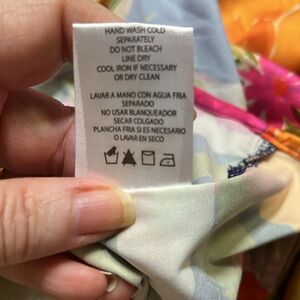 HAND WASH COLD
SEPARATELY
DO NOT BLEACH
LINE DRY
COOL IRON IF NECESSARY
OR DRY CLEAN
LAVAR A MANO CON AGUA FRIA
SEPARADO
NO USAR BLANQUEADOR
SECAR COLGADO
PLANCHA FRIA SI ES NECESARIO
O LAVAR EN SECO